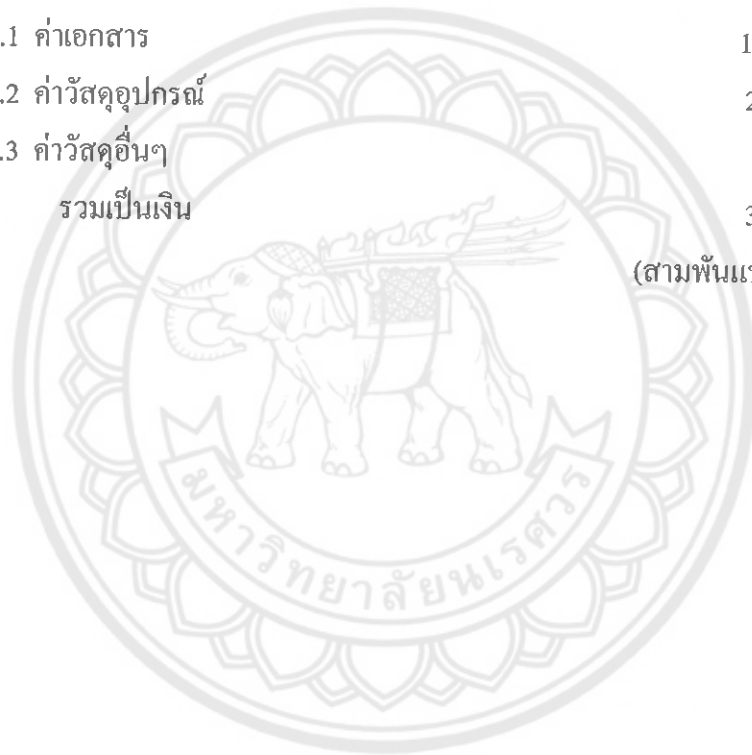 .1 ค่าเอกสาร 1
.2 ค่าวัสดุอุปกรณ์ 2
.3 ค่าวัสดุอื่นๆ
รวมเป็นเงิน 3
(สามพันแ
มหาวิทยาลัยนเรศวร